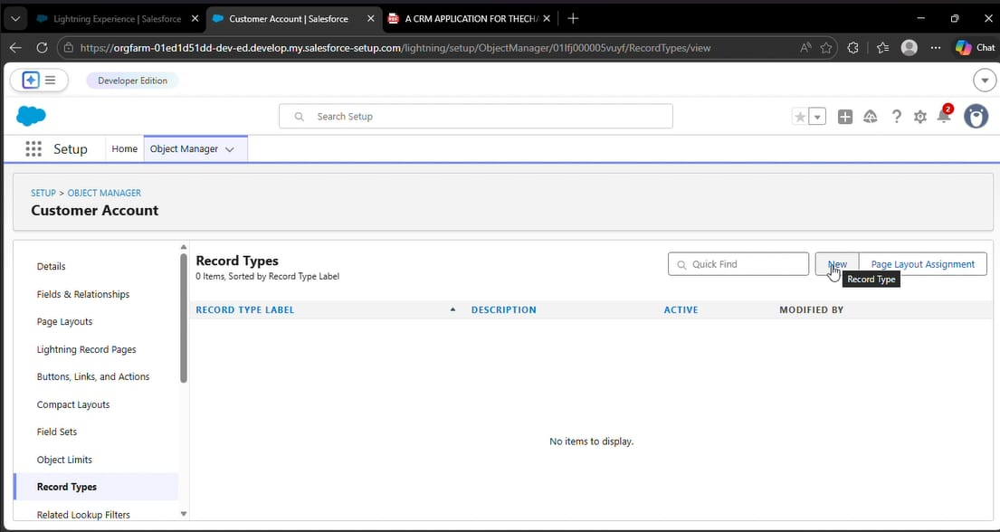 Lightning Experience | Salesforce
Customer Account | Salesforce
A CRM APPLICATION FOR THECHA
https://orgfarm-01ed1d51dd-dev-ed.develop.my.salesforce-setup.com/lightning/setup/ObjectManager/01Ifj000005vuyf/RecordTypes/view
Chat
Developer Edition
Search Setup
2
Setup
Home
Object Manager
SETUP > OBJECT MANAGER
Customer Account
Details
Fields & Relationships
Page Layouts
Lightning Record Pages
Buttons, Links, and Actions
Compact Layouts
Field Sets
Object Limits
Record Types
Related Lookup Filters
Record Types
0 Items, Sorted by Record Type Label
Quick Find
New
Page Layout Assignment
Record Type
RECORD TYPE LABEL
DESCRIPTION
ACTIVE
MODIFIED BY
No items to display.